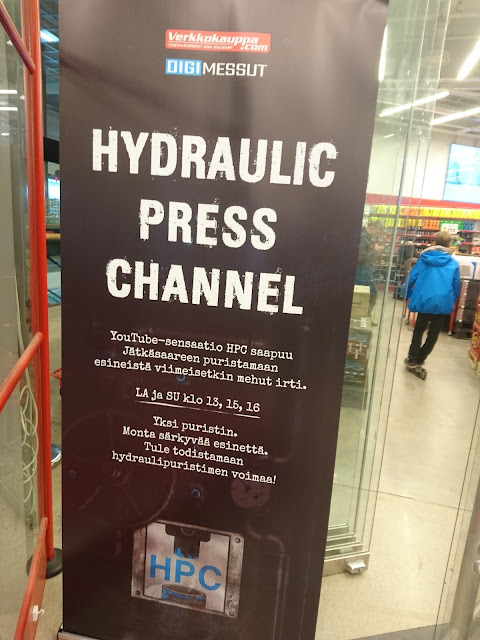 Verkkokauppa
.com
DIGIMESSUT
HYDRAULIC
PRESS
CHANNEL
YouTube-sensaatio HPC saapuu
Jätkäsaareen puristamaan
esineistä viimeisetkin mehut irti.
LA ja SU klo 13, 15, 16
Yksi puristin.
Monta särkyvää esinettä.
Tule todistamaan
hydraulipuristimen voimaa!
HPC